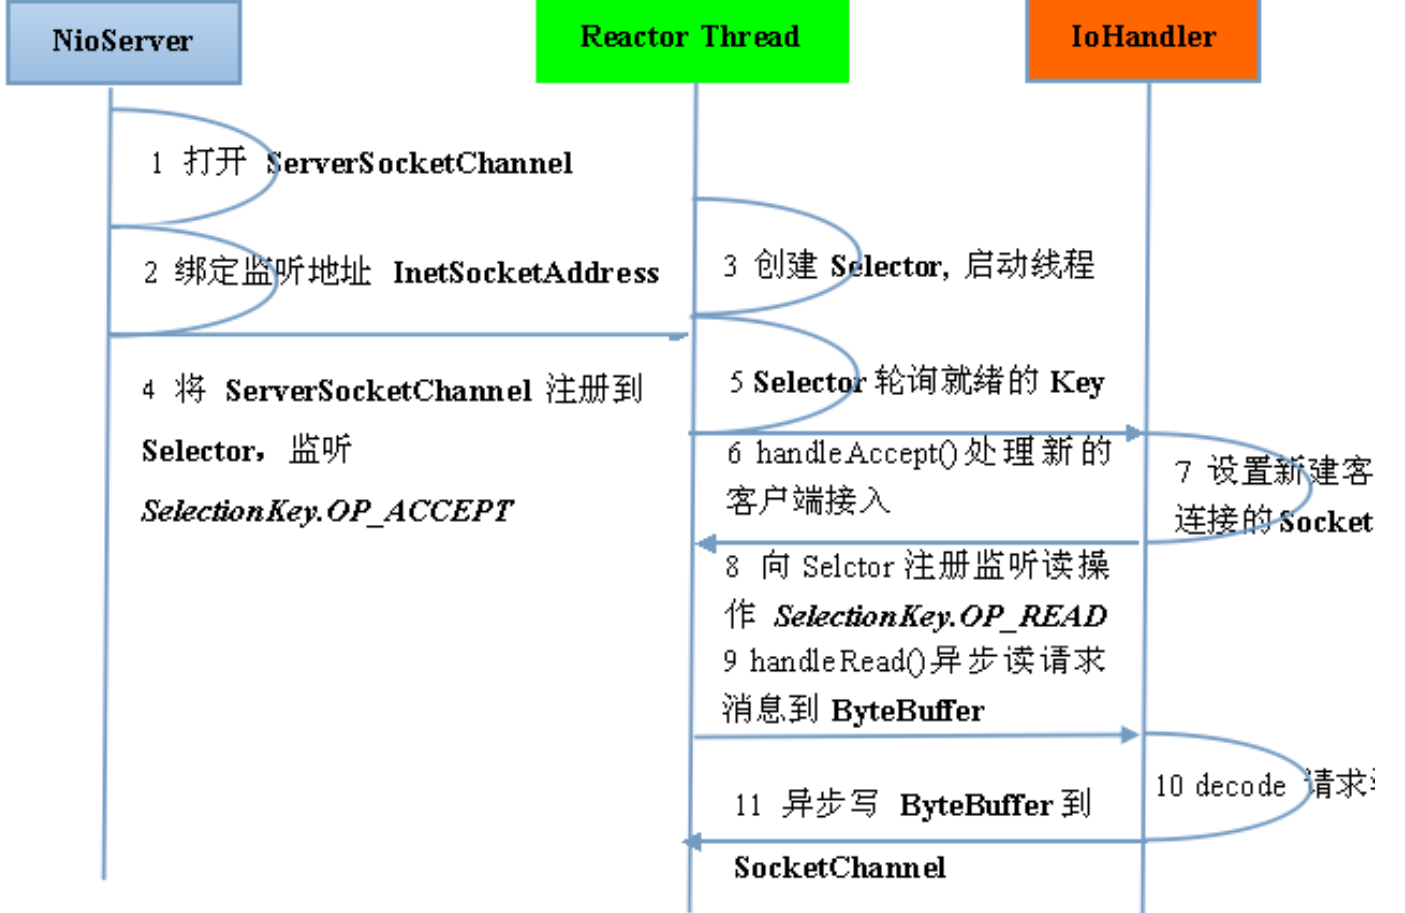 NioServer
Reactor Thread
IoHandler
1 打开 ServerSocketChannel
2 绑定监听地址 InetSocketAddress
3 创建 Selector, 启动线程
4 将 ServerSocketChannel 注册到
Selector，监听
SelectionKey.OP_ACCEPT
5 Selector 轮询就绪的 Key
6 handleAccept()处理新的
客户端接入
7 设置新建客
连接的 Socket
8 向 Selctor 注册监听读操
作 SelectionKey.OP_READ
9 handleRead()异步读请求
消息到 ByteBuffer
10 decode 请求
11 异步写 ByteBuffer 到
SocketChannel